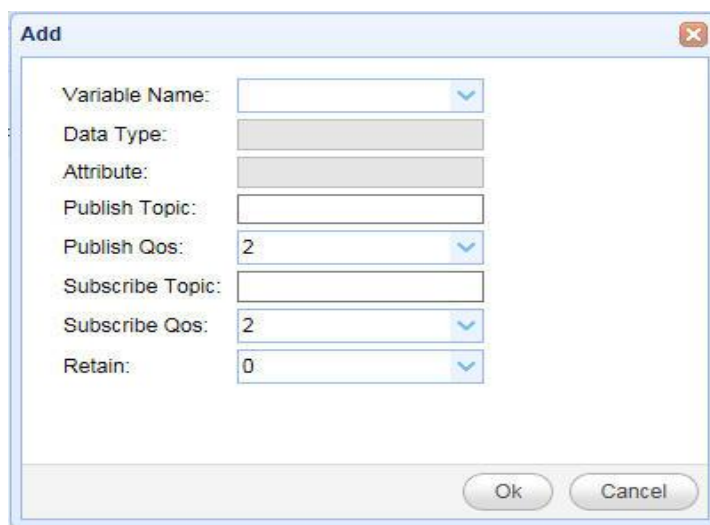 Add
Variable Name:
Data Type:
Attribute:
Publish Topic:
Publish Qos: 2
Subscribe Topic:
Subscribe Qos: 2
Retain: 0
Ok Cancel